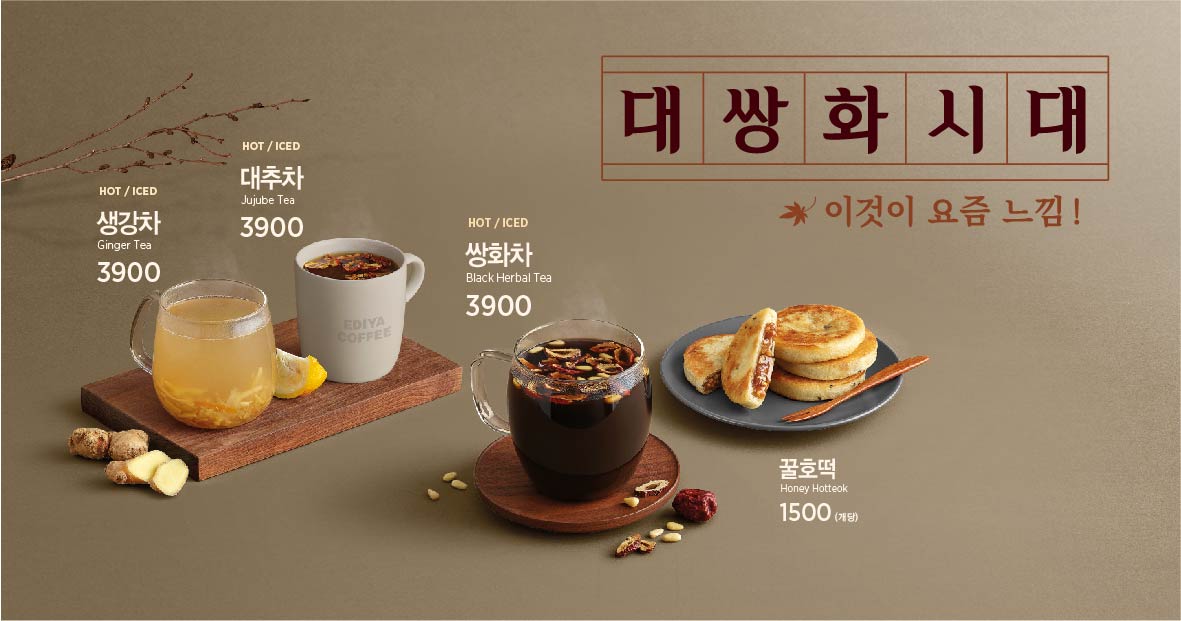 대쌍화시대
이것이 요즘 느낌!
HOT / ICED
생강차
Ginger Tea
3900
HOT / ICED
대추차
Jujube Tea
3900
EDIYA
COFFEE
HOT / ICED
쌍화차
Black Herbal Tea
3900
꿀호떡
Honey Hotteok
1500 (개당)